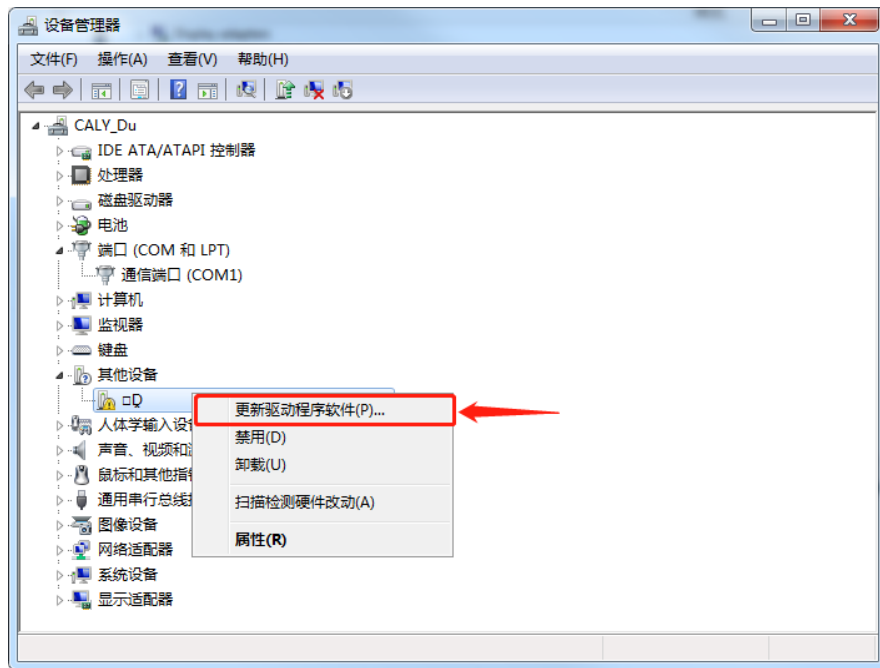 设备管理器
文件(F) 操作(A) 查看(V) 帮助(H)
CALY_Du
IDE ATA/ATAPI 控制器
处理器
磁盘驱动器
电池
端口 (COM 和 LPT)
通信端口 (COM1)
计算机
监视器
键盘
其他设备
□Q
更新驱动程序软件(P)...
人体学输入设
禁用(D)
声音、视频和
卸载(U)
鼠标和其他指
通用串行总线
扫描检测硬件改动(A)
图像设备
属性(R)
网络适配器
系统设备
显示适配器